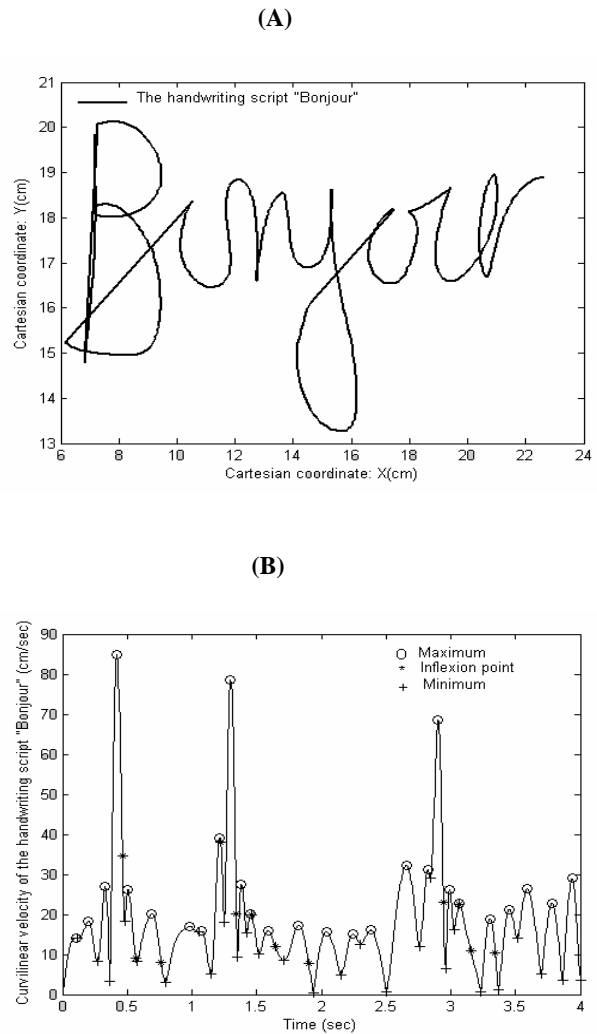 (A)
21
20
19
18
17
16
15
14
13
The handwriting script "Bonjour"
Cartesian coordinate: Y(cm)
Bonjour
6 8 10 12 14 16 18 20 22 24
Cartesian coordinate: X(cm)
(B)
90
80
70
60
50
40
30
20
10
0
Maximum
Inflexion point
Minimum
Curvilinear velocity of the handwriting script "Bonjour" (cm/sec)
0 0.5 1 1.5 2 2.5 3 3.5 4
Time (sec)